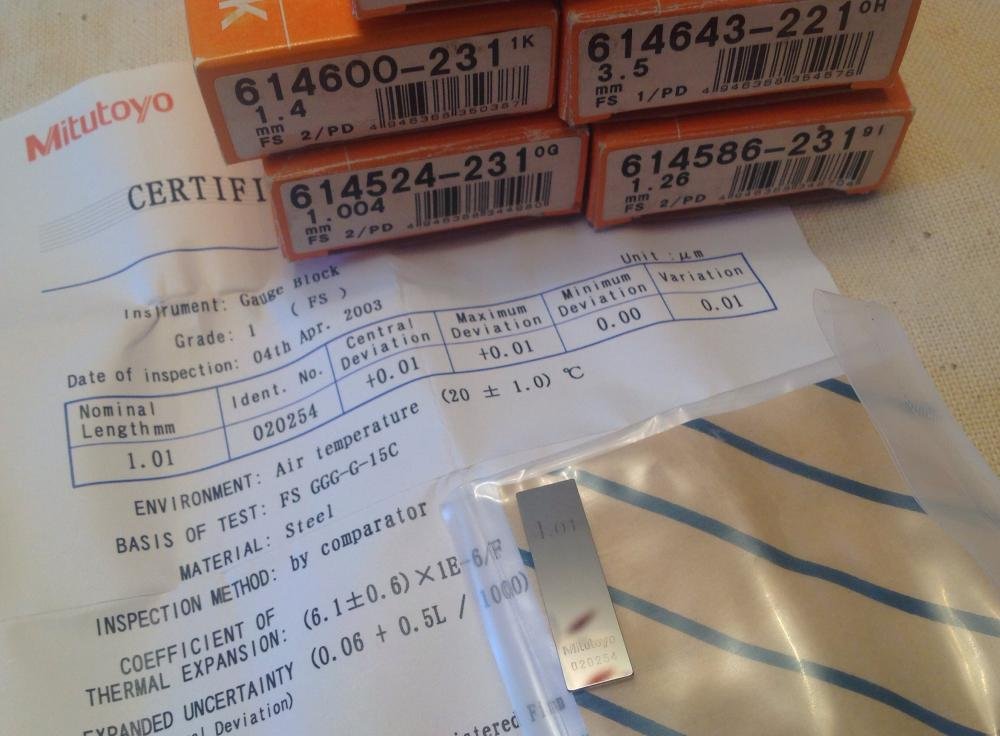 K
614600-231 1K
1.4
mm
FS 2/PD
614643-221 0H
3.5
mm
FS 1/PD
614524-231 0G
1.004
mm
FS 2/PD
614586-231 9I
1.26
mm
FS 2/PD
Mitutoyo
CERTIFI
Instrument: Gauge Block
( FS )
Grade: 1
Date of inspection: 04th Apr. 2003
Unit : μm
Nominal Length mm Ident. No. Central Deviation Maximum Deviation Minimum Deviation Variation
1.01 020254 +0.01 +0.01 0.00 0.01
ENVIRONMENT: Air temperature (20 ± 1.0) ℃
BASIS OF TEST: FS GGG-G-15C
MATERIAL: Steel
INSPECTION METHOD: by comparator
COEFFICIENT OF
THERMAL EXPANSION: (6.1±0.6)×1E-6/F
EXPANDED UNCERTAINTY (0.06 + 0.5L / 1000)
Deviation)
1.01
Mitutoyo
020254